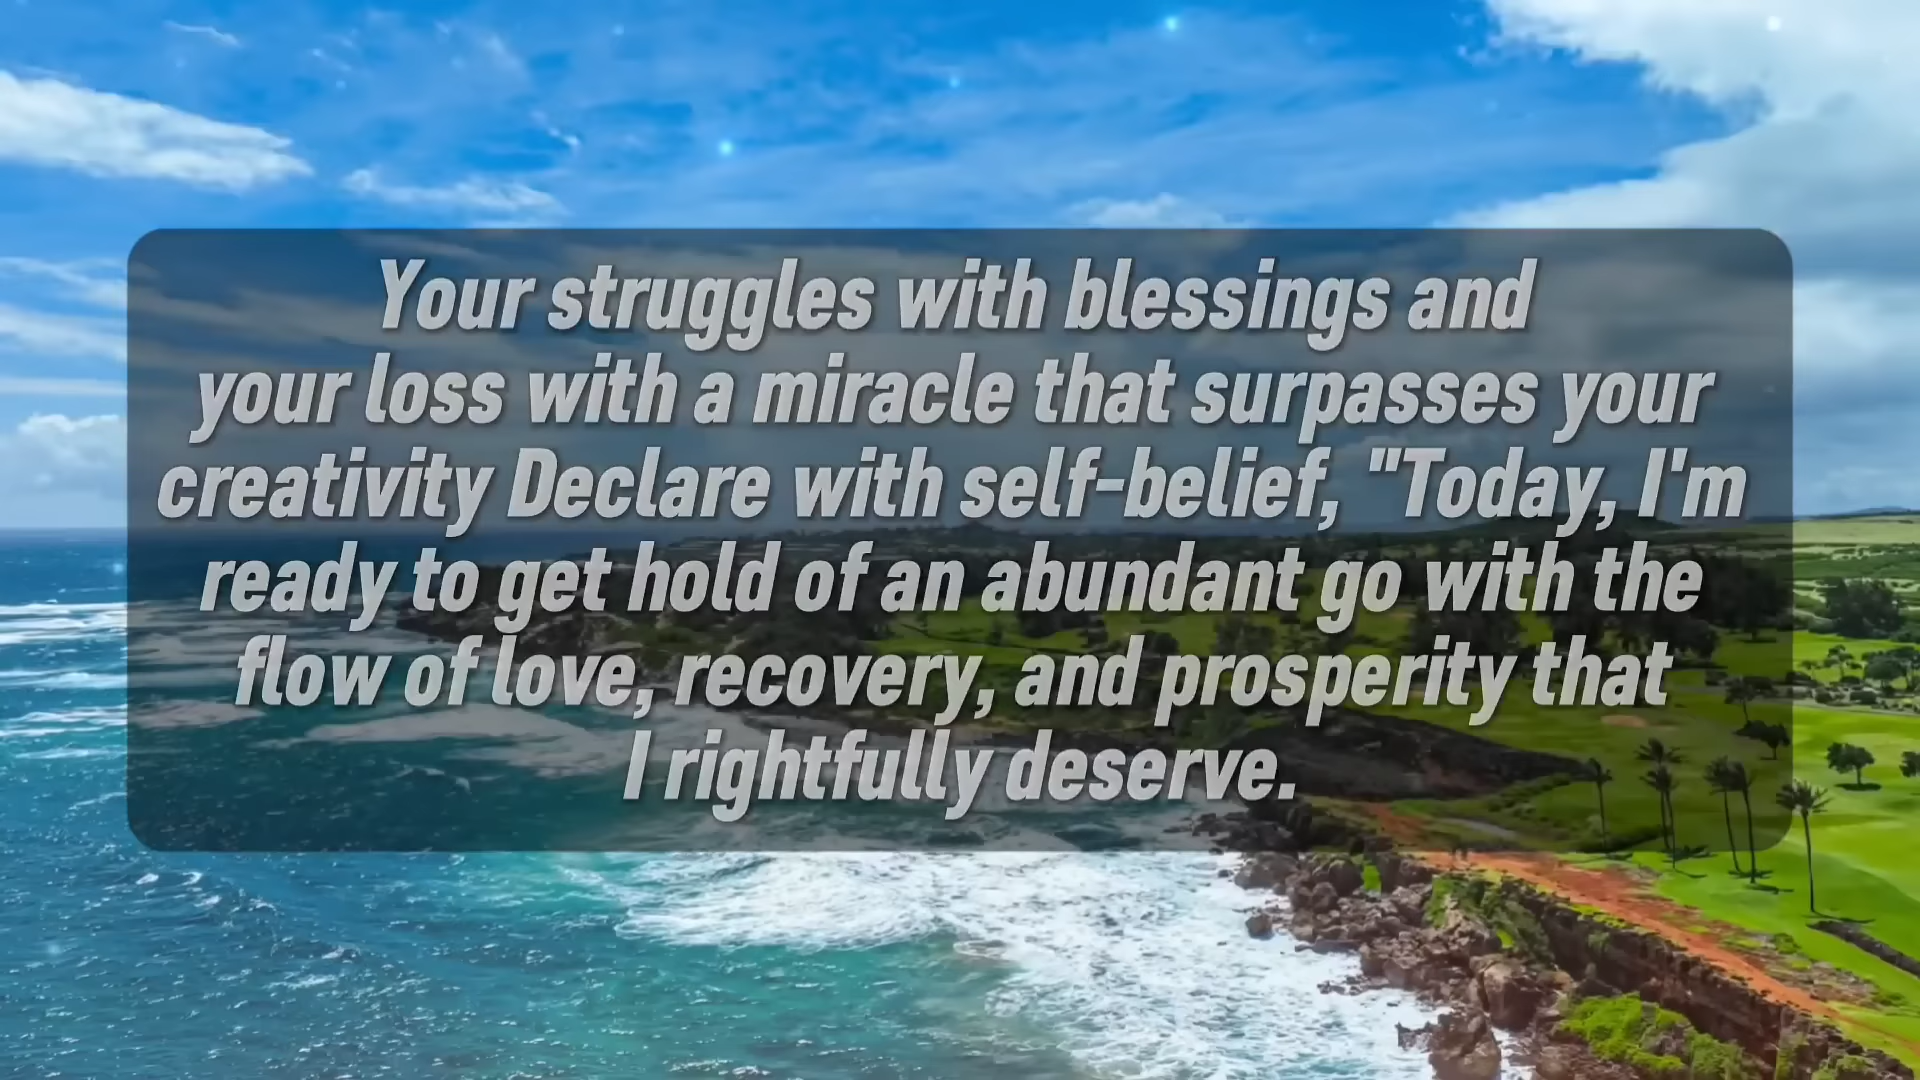 Your struggles with blessings and
your loss with a miracle that surpasses your
creativity Declare with self-belief, "Today, I'm
ready to get hold of an abundant go with the
flow of love, recovery, and prosperity that
I rightfully deserve.